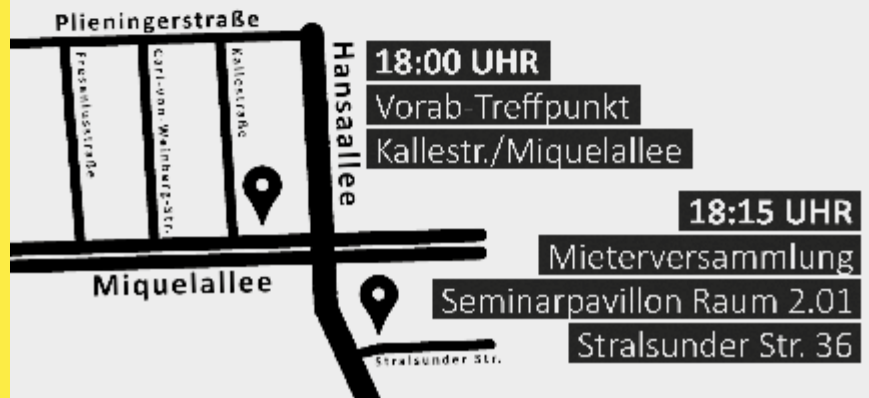 Plieningerstraße
Freseniusstraße
Carl-von-Weinberg-Str.
Kallestraße
Hansaallee
18:00 UHR
Vorab-Treffpunkt
Kallestr./Miquelallee
18:15 UHR
Mieterversammlung
Seminarpavillon Raum 2.01
Stralsunder Str. 36
Miquelallee
Stralsunder Str.